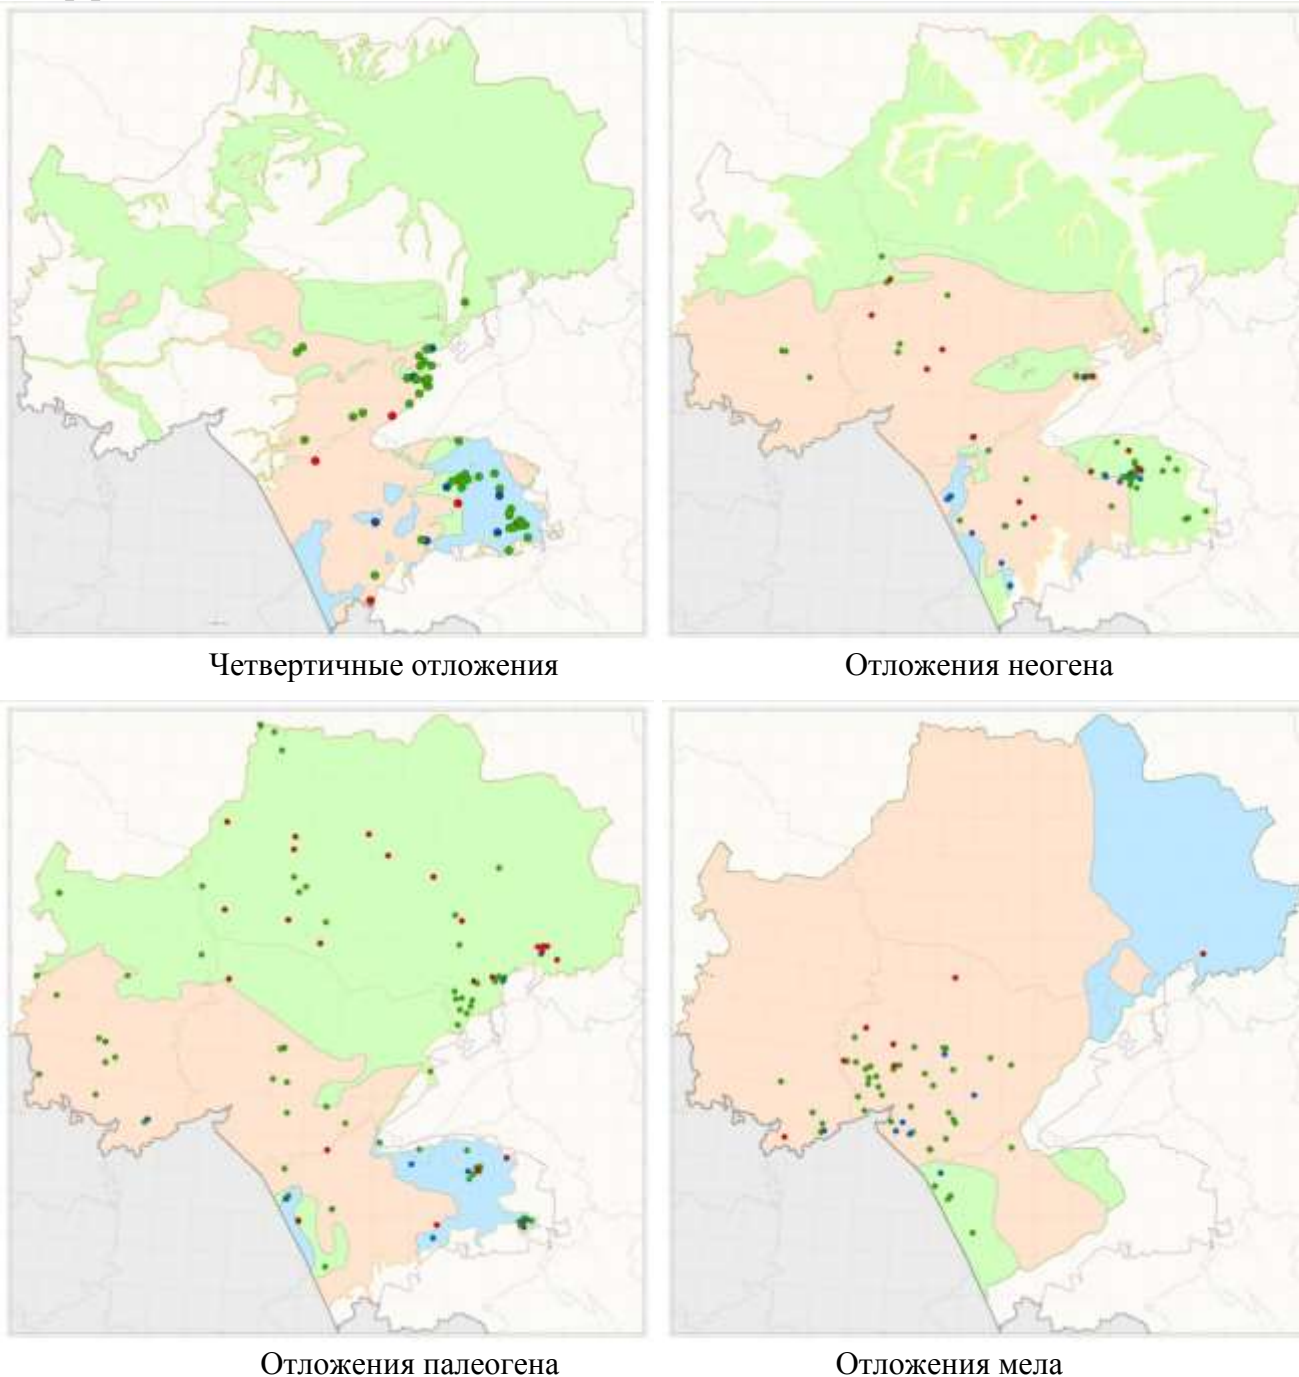 Четвертичные отложения
Отложения неогена
Отложения палеогена
Отложения мела